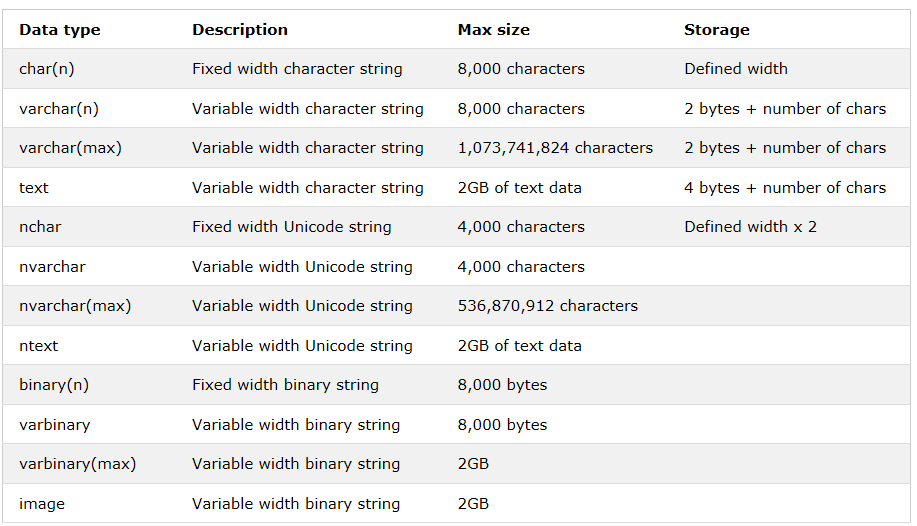 Data type Description Max size Storage
char(n) Fixed width character string 8,000 characters Defined width
varchar(n) Variable width character string 8,000 characters 2 bytes + number of chars
varchar(max) Variable width character string 1,073,741,824 characters 2 bytes + number of chars
text Variable width character string 2GB of text data 4 bytes + number of chars
nchar Fixed width Unicode string 4,000 characters Defined width x 2
nvarchar Variable width Unicode string 4,000 characters
nvarchar(max) Variable width Unicode string 536,870,912 characters
ntext Variable width Unicode string 2GB of text data
binary(n) Fixed width binary string 8,000 bytes
varbinary Variable width binary string 8,000 bytes
varbinary(max) Variable width binary string 2GB
image Variable width binary string 2GB